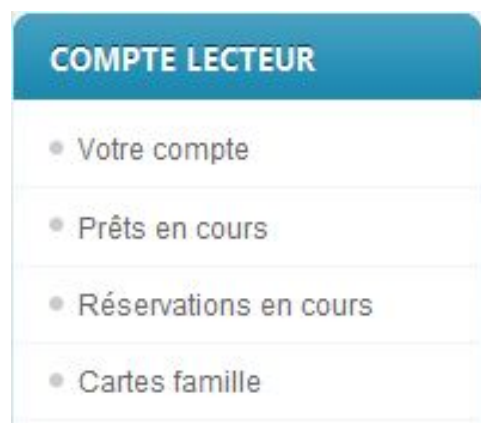 COMPTE LECTEUR
Votre compte
Prêts en cours
Réservations en cours
Cartes famille